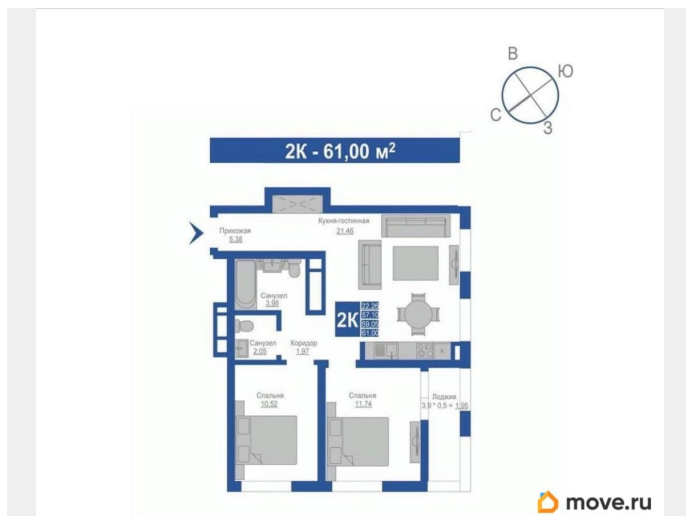 В
Ю
С
З
2К - 61,00 м²
Кухня-гостиная
21.46
Прихожая
5.38
Санузел
3.98
2К
22.26
57.10
59.05
61.00
Санузел
2.05
Коридор
1.97
Спальня
10.52
Спальня
11.74
Лоджия
3,9 * 0,5 = 1.95
move.ru